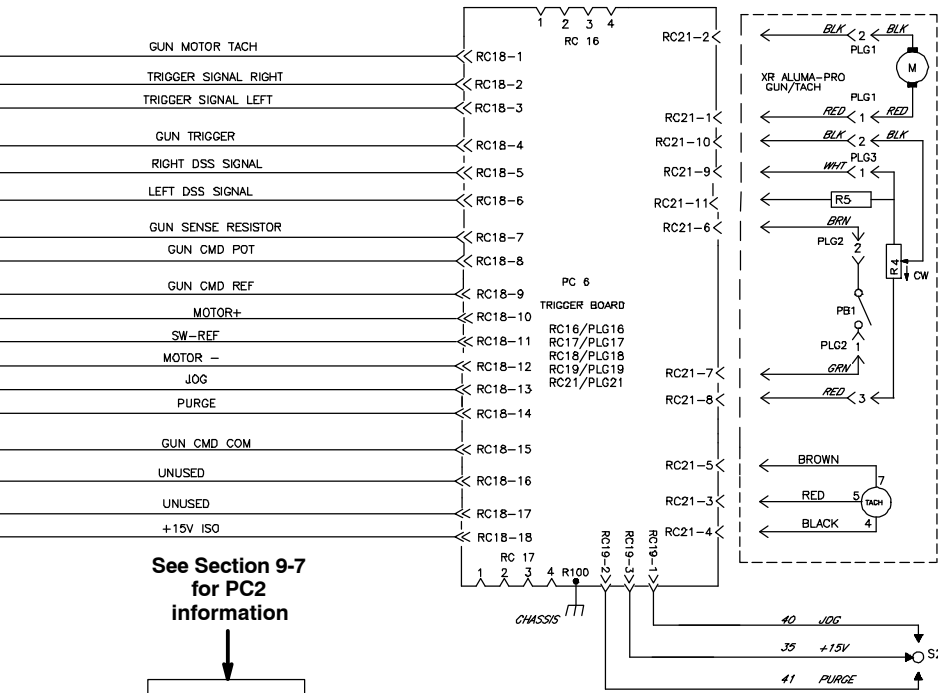 1 2 3 4
RC 16
GUN MOTOR TACH
RC18-1
TRIGGER SIGNAL RIGHT
RC18-2
TRIGGER SIGNAL LEFT
RC18-3
GUN TRIGGER
RC18-4
RIGHT DSS SIGNAL
RC18-5
LEFT DSS SIGNAL
RC18-6
GUN SENSE RESISTOR
RC18-7
GUN CMD POT
RC18-8
GUN CMD REF
RC18-9
MOTOR+
RC18-10
SW-REF
RC18-11
MOTOR -
RC18-12
JOG
RC18-13
PURGE
RC18-14
GUN CMD COM
RC18-15
UNUSED
RC18-16
UNUSED
RC18-17
+15V ISO
RC18-18
PC 6
TRIGGER BOARD
RC16/PLG16
RC17/PLG17
RC18/PLG18
RC19/PLG19
RC21/PLG21
RC21-2
BLK 2 BLK
PLG1
M
XR ALUMA-PRO
GUN/TACH
PLG1
RC21-1
RED 1 RED
RC21-10
BLK 2 BLK
PLG3
RC21-9
WHT 1
RC21-11
R5
RC21-6
BRN
PLG2
2
R4
CW
PB1
PLG2 1
RC21-7
GRN
RC21-8
RED 3
RC21-5
BROWN
7
RC21-3
RED
5
TACH
RC21-4
BLACK
4
RC 17
1 2 3 4
R100
CHASSIS
RC19-2
RC19-3
RC19-1
40 JOG
35 +15V
S2
41 PURGE
See Section 9-7
for PC2
information